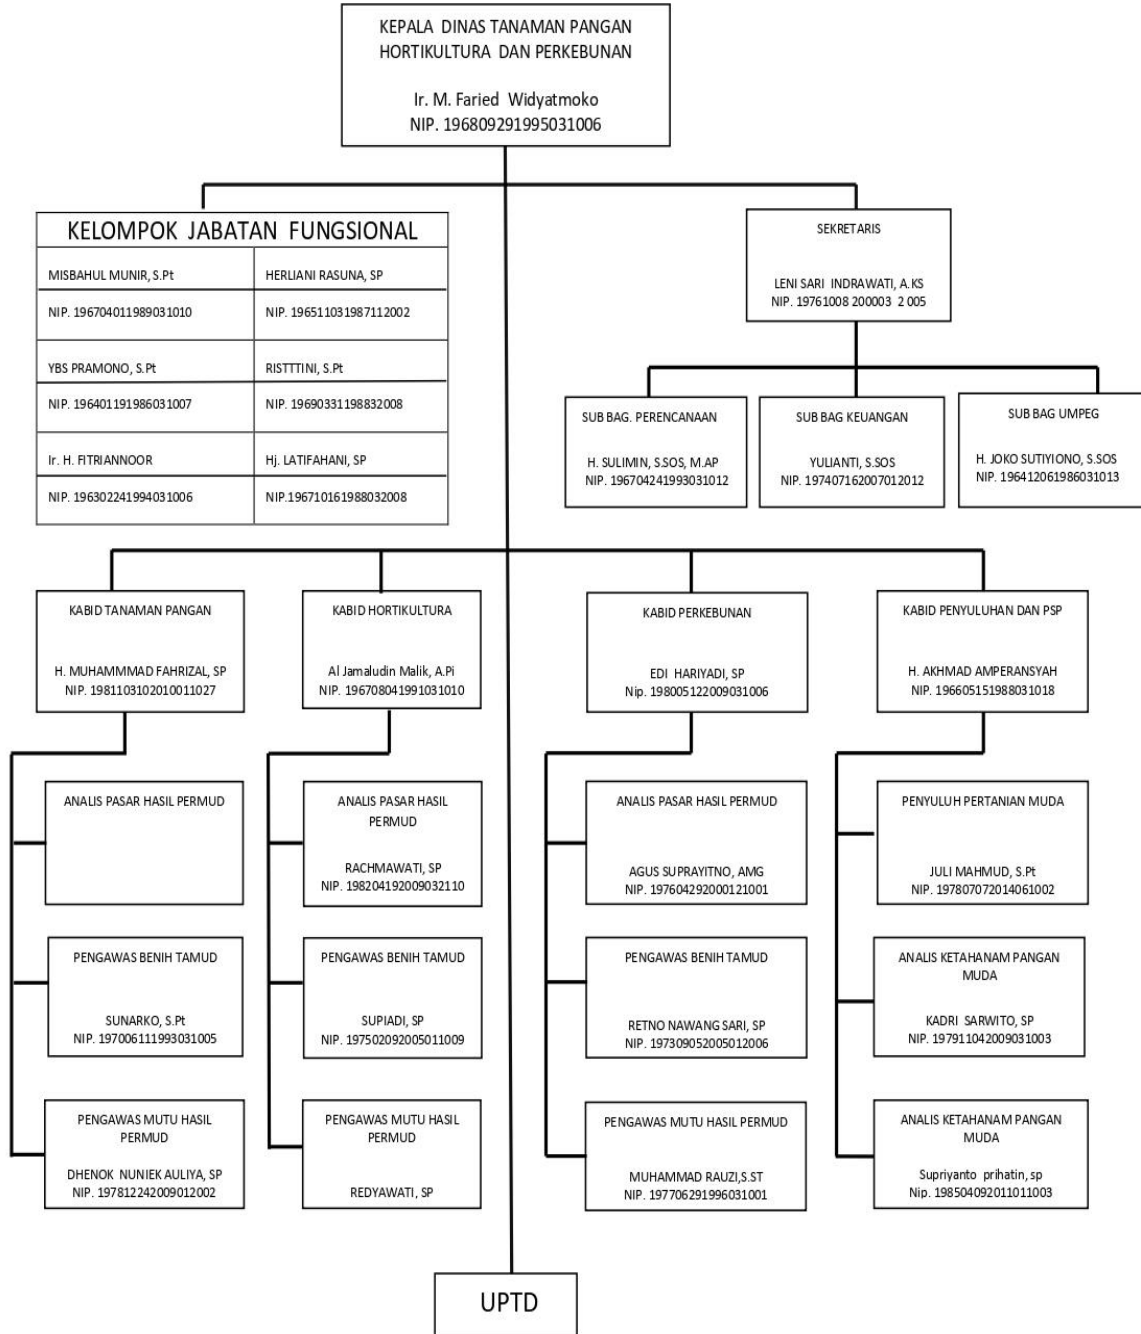 KEPALA DINAS TANAMAN PANGAN
HORTIKULTURA DAN PERKEBUNAN
Ir. M. Faried Widyatmoko
NIP. 196809291995031006
KELOMPOK JABATAN FUNGSIONAL
MISBAHUL MUNIR, S.Pt
HERLIANI RASUNA, SP
NIP. 196704011989031010
NIP. 196511031987112002
YBS PRAMONO, S.Pt
RISTTTINI, S.Pt
NIP. 196401191986031007
NIP. 19690331198832008
Ir. H. FITRIANNOOR
Hj. LATIFAHANI, SP
NIP. 196302241994031006
NIP.196710161988032008
SEKRETARIS
LENI SARI INDRAWATI, A.KS
NIP. 19761008 200003 2 005
SUB BAG. PERENCANAAN
H. SULIMIN, S.SOS, M.AP
NIP. 196704241993031012
SUB BAG KEUANGAN
YULIANTI, S.SOS
NIP. 197407162007012012
SUB BAG UMPEG
H. JOKO SUTIYIONO, S.SOS
NIP. 196412061986031013
KABID TANAMAN PANGAN
H. MUHAMMMAD FAHRIZAL, SP
NIP. 1981103102010011027
KABID HORTIKULTURA
Al Jamaludin Malik, A.Pi
NIP. 196708041991031010
KABID PERKEBUNAN
EDI HARIYADI, SP
Nip. 198005122009031006
KABID PENYULUHAN DAN PSP
H. AKHMAD AMPERANSYAH
NIP. 196605151988031018
ANALIS PASAR HASIL PERMUD
ANALIS PASAR HASIL
PERMUD
RACHMAWATI, SP
NIP. 198204192009032110
ANALIS PASAR HASIL PERMUD
AGUS SUPRAYITNO, AMG
NIP. 197604292000121001
PENYULUH PERTANIAN MUDA
JULI MAHMUD, S.Pt
NIP. 197807072014061002
PENGAWAS BENIH TAMUD
SUNARKO, S.Pt
NIP. 197006111993031005
PENGAWAS BENIH TAMUD
SUPIADI, SP
NIP. 197502092005011009
PENGAWAS BENIH TAMUD
RETNO NAWANG SARI, SP
NIP. 197309052005012006
ANALIS KETAHANAM PANGAN
MUDA
KADRI SARWITO, SP
NIP. 197911042009031003
PENGAWAS MUTU HASIL
PERMUD
DHENOK NUNIEK AULIYA, SP
NIP. 197812242009012002
PENGAWAS MUTU HASIL
PERMUD
REDYAWATI, SP
PENGAWAS MUTU HASIL PERMUD
MUHAMMAD RAUZI,S.ST
NIP. 197706291996031001
ANALIS KETAHANAM PANGAN
MUDA
Supriyanto prihatin, sp
Nip. 198504092011011003
UPTD